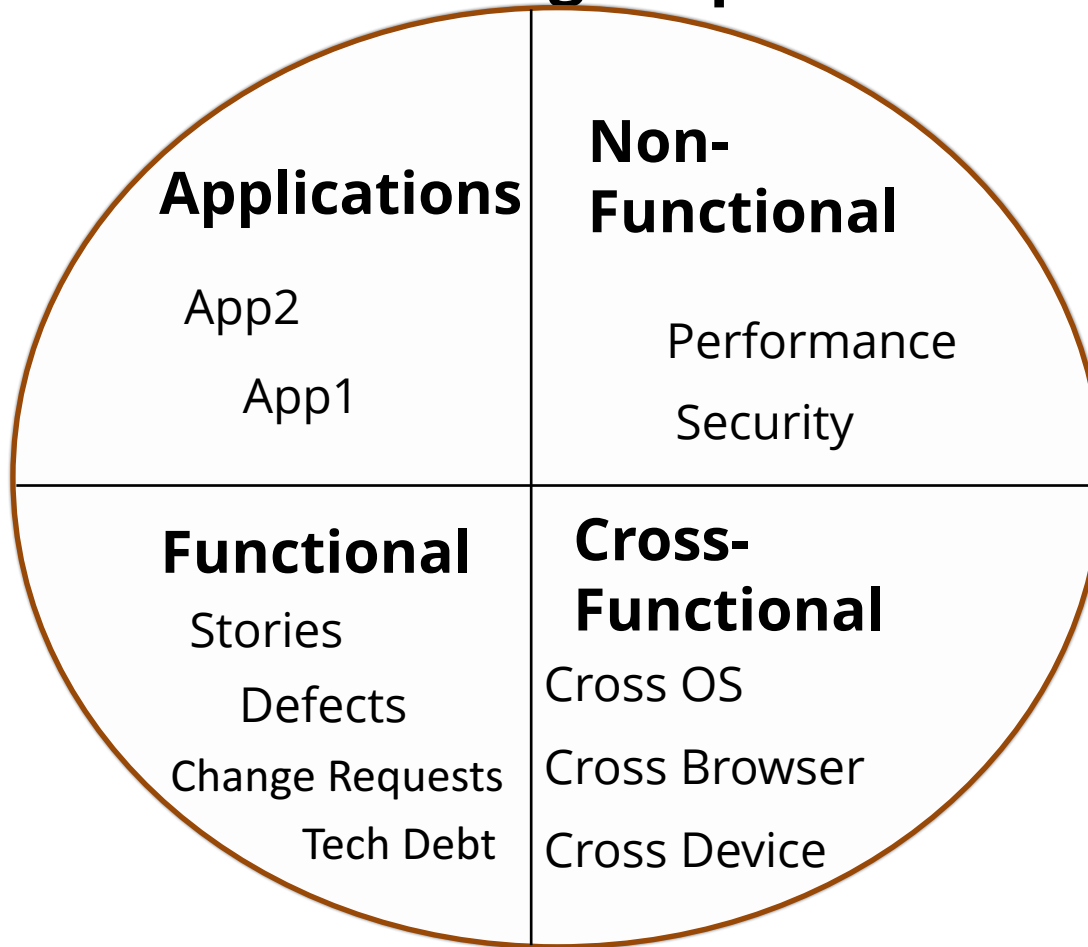 Applications
App2
App1
Non-
Functional
Performance
Security
Functional
Stories
Defects
Change Requests
Tech Debt
Cross-
Functional
Cross OS
Cross Browser
Cross Device